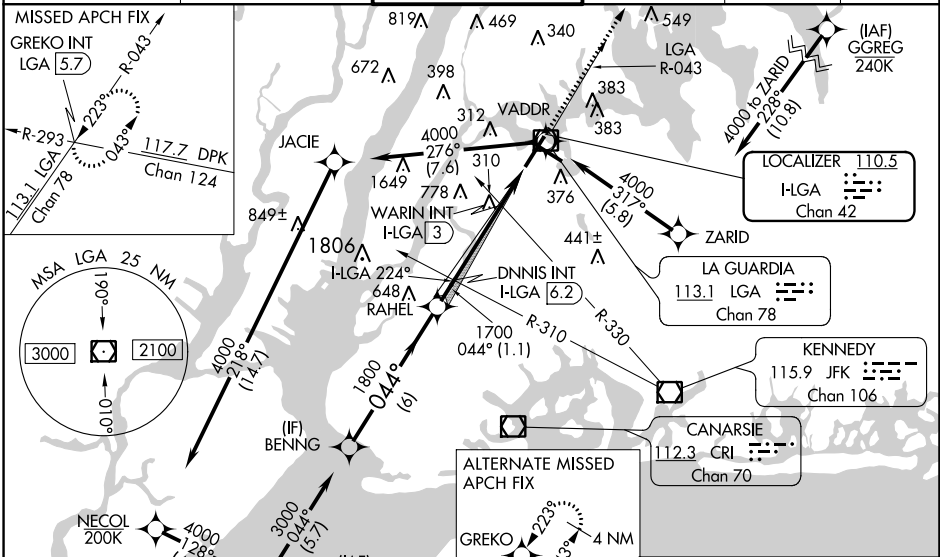 MISSED APCH FIX
GREKO INT
LGA 5.7
R-043
223°
043°
R-293
117.7 DPK
Chan 124
113.1 LGA
Chan 78
819
469
340
549
672
398
LGA
R-043
383
383
312
VADDR
(IAF)
GGREG
240K
4000 to ZARID
228°
(10.8)
JACIE
4000
276°
(7.6)
310
1649
778
376
4000
317°
(5.8)
ZARID
LOCALIZER 110.5
I-LGA
Chan 42
WARIN INT
I-LGA 3
849±
1806
441±
I-LGA 224°
648
DNNIS INT
I-LGA 6.2
LA GUARDIA
113.1 LGA
Chan 78
RAHEL
R-310
R-330
1700
044° (1.1)
MSA LGA 25 NM
190°
3000
2100
010°
4000
218°
(14.7)
1800
044°
(6)
KENNEDY
115.9 JFK
Chan 106
(IF)
BENNG
CANARSIE
112.3 CRI
Chan 70
ALTERNATE MISSED
APCH FIX
223°
4 NM
GREKO
NECOL
200K
4000
128°
3000
044°
(5.7)